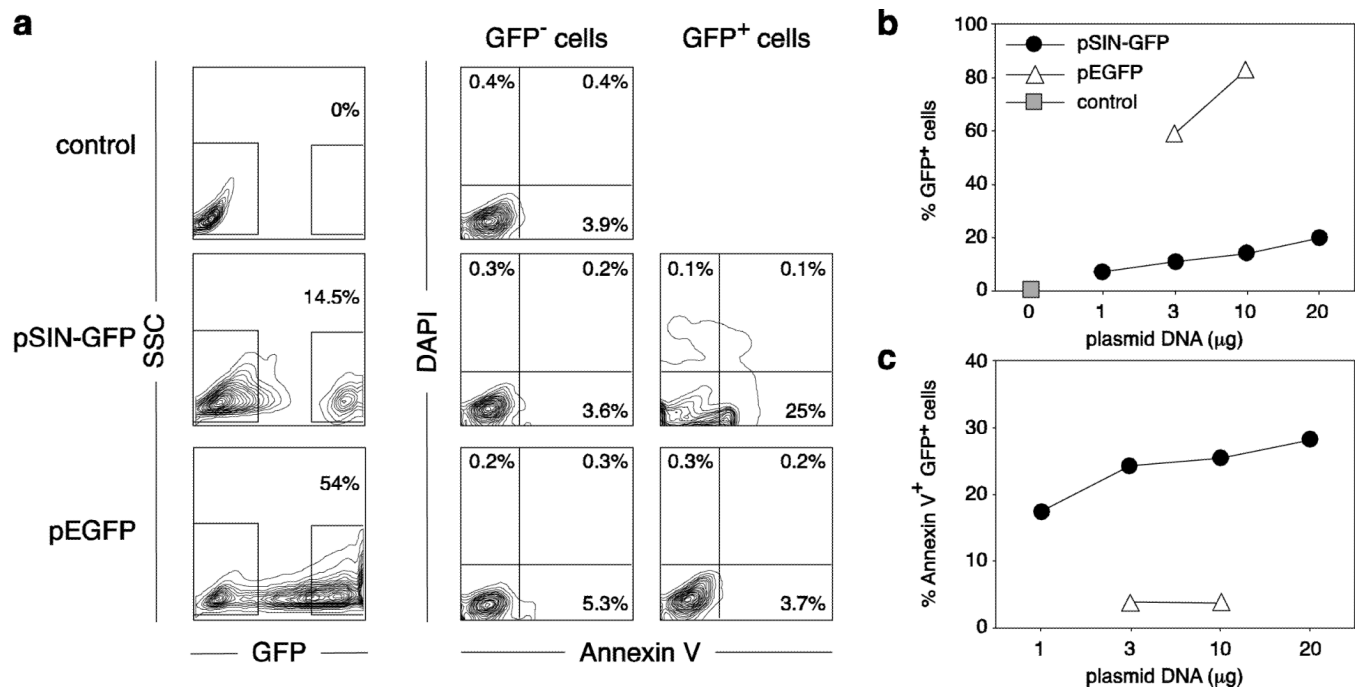 a
GFP⁻ cells
GFP⁺ cells
control
0%
0.4% 0.4%
3.9%
pSIN-GFP
SSC
14.5%
DAPI
0.3% 0.2%
3.6%
0.1% 0.1%
25%
pEGFP
54%
0.2% 0.3%
5.3%
0.3% 0.2%
3.7%
GFP
Annexin V
b
% GFP⁺ cells
100
80
60
40
20
0
pSIN-GFP
pEGFP
control
0 1 3 10 20
plasmid DNA (µg)
c
% Annexin V⁺ GFP⁺ cells
40
30
20
10
0
1 3 10 20
plasmid DNA (µg)